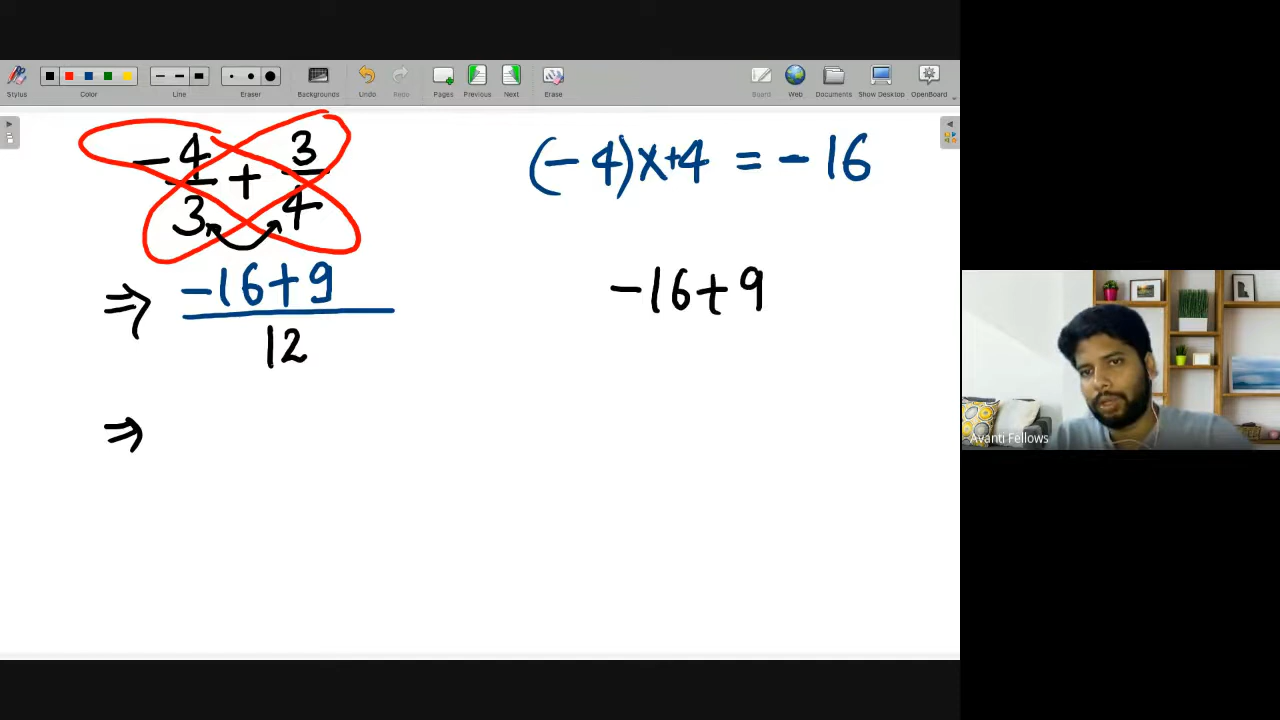 Stylus Color Line Eraser Backgrounds Undo Redo Pages Previous Next Erase Board Web Documents Show Desktop OpenBoard
-4/3 + 3/4
(-4)x+4 = -16
⇒ -16+9/12
-16+9
⇒
Avanti Fellows